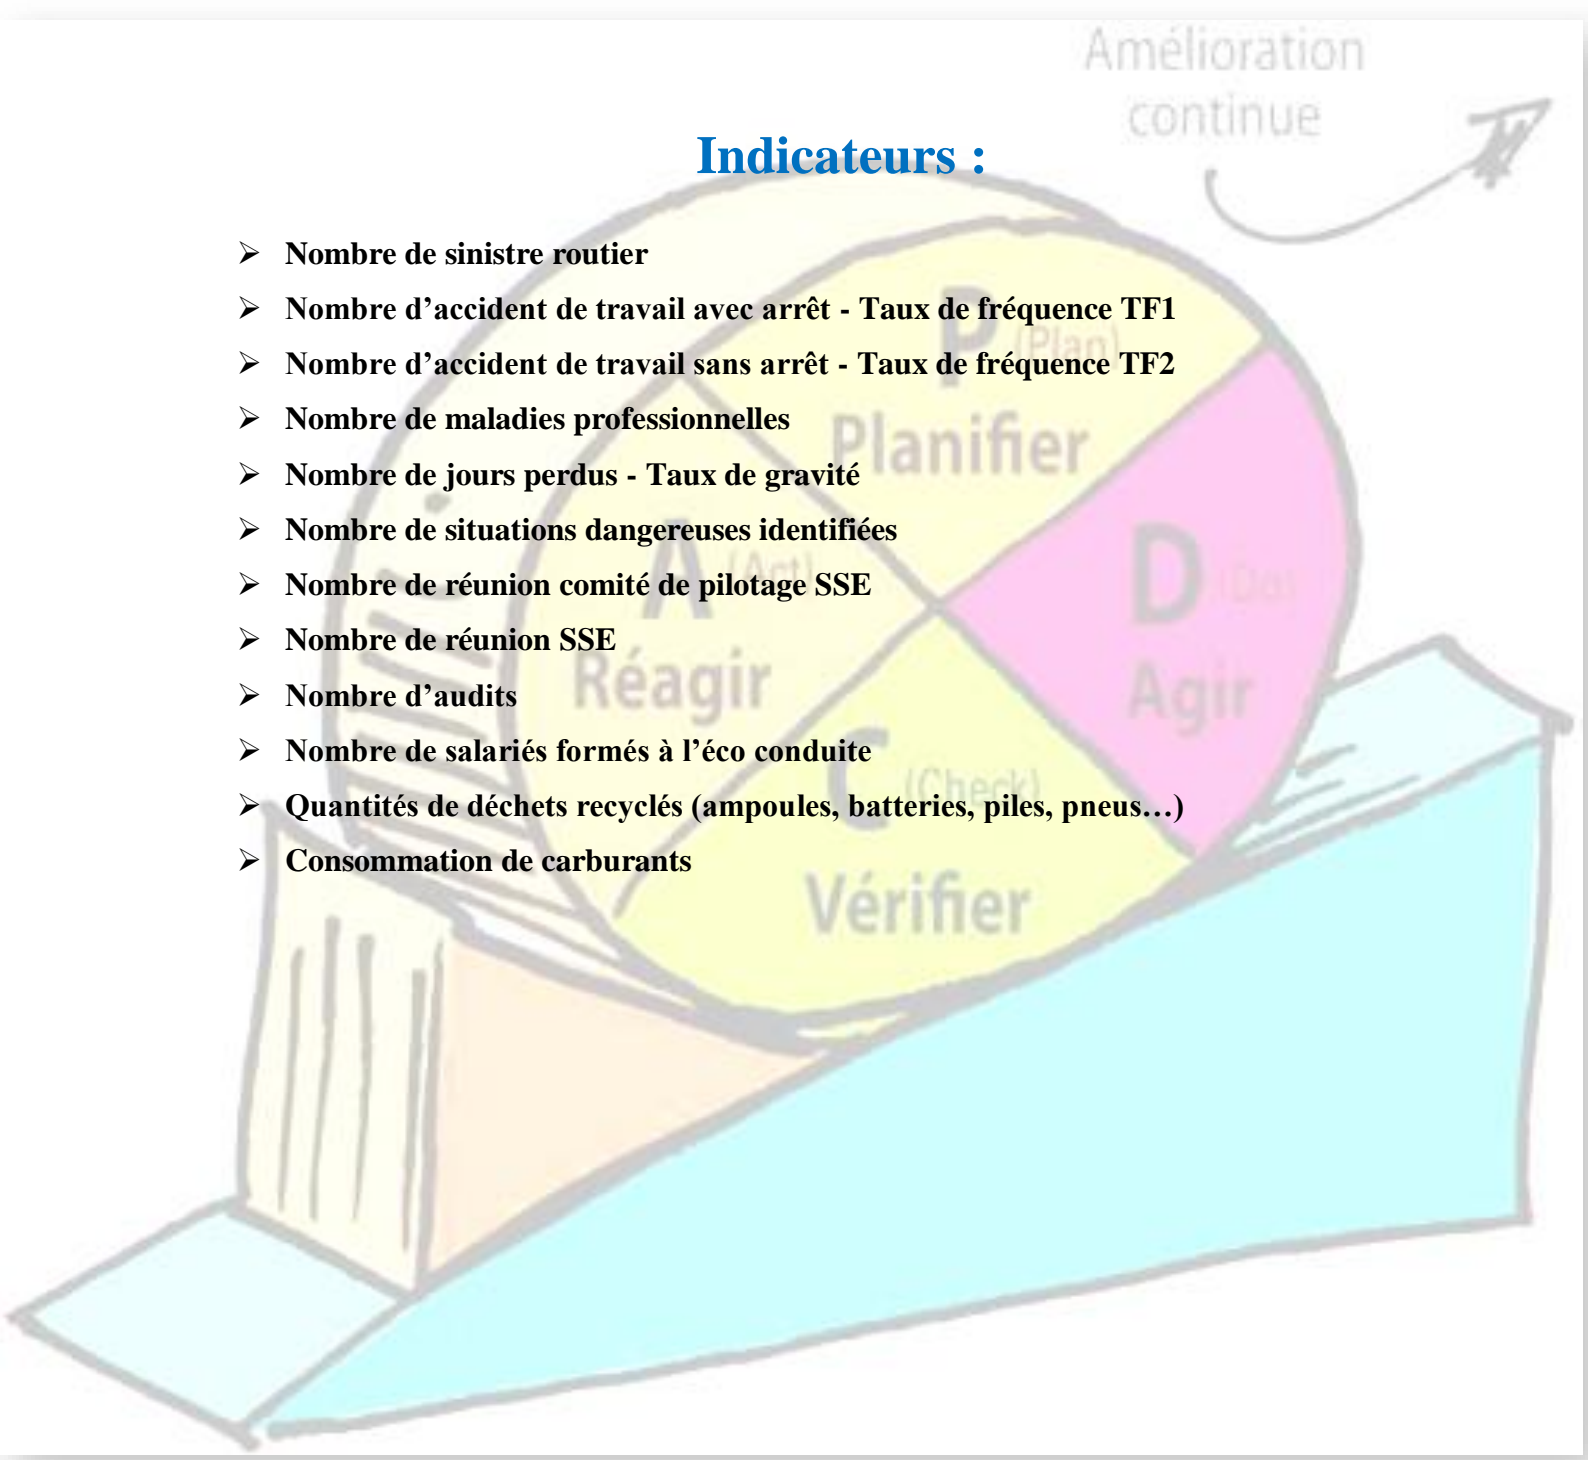 Amélioration
continue
Indicateurs :
➢ Nombre de sinistre routier
➢ Nombre d’accident de travail avec arrêt - Taux de fréquence TF1
➢ Nombre d’accident de travail sans arrêt - Taux de fréquence TF2
➢ Nombre de maladies professionnelles
➢ Nombre de jours perdus - Taux de gravité
➢ Nombre de situations dangereuses identifiées
➢ Nombre de réunion comité de pilotage SSE
➢ Nombre de réunion SSE
➢ Nombre d’audits
➢ Nombre de salariés formés à l’éco conduite
➢ Quantités de déchets recyclés (ampoules, batteries, piles, pneus…)
➢ Consommation de carburants
P (Plan)
Planifier
A (Act)
Réagir
D (Do)
Agir
C (Check)
Vérifier